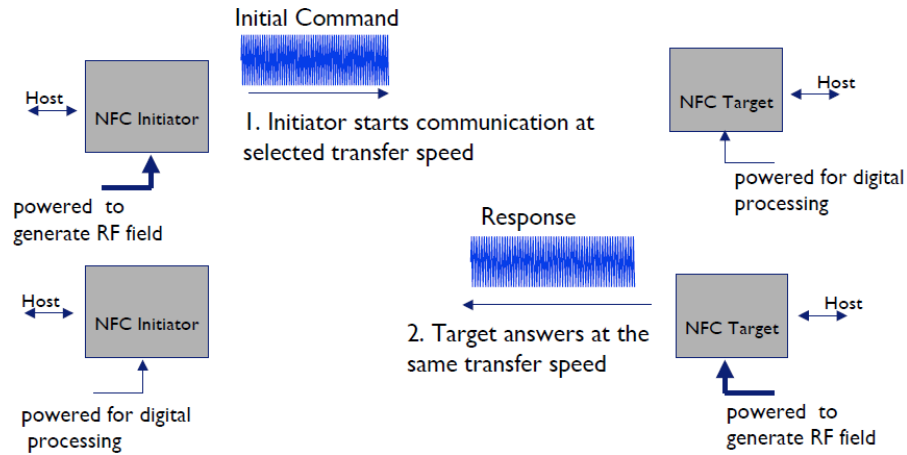 Initial Command
Host
NFC Initiator
1. Initiator starts communication at
selected transfer speed
NFC Target
Host
powered to
generate RF field
powered for digital
processing
Response
Host
NFC Initiator
2. Target answers at the
same transfer speed
NFC Target
Host
powered for digital
processing
powered to
generate RF field